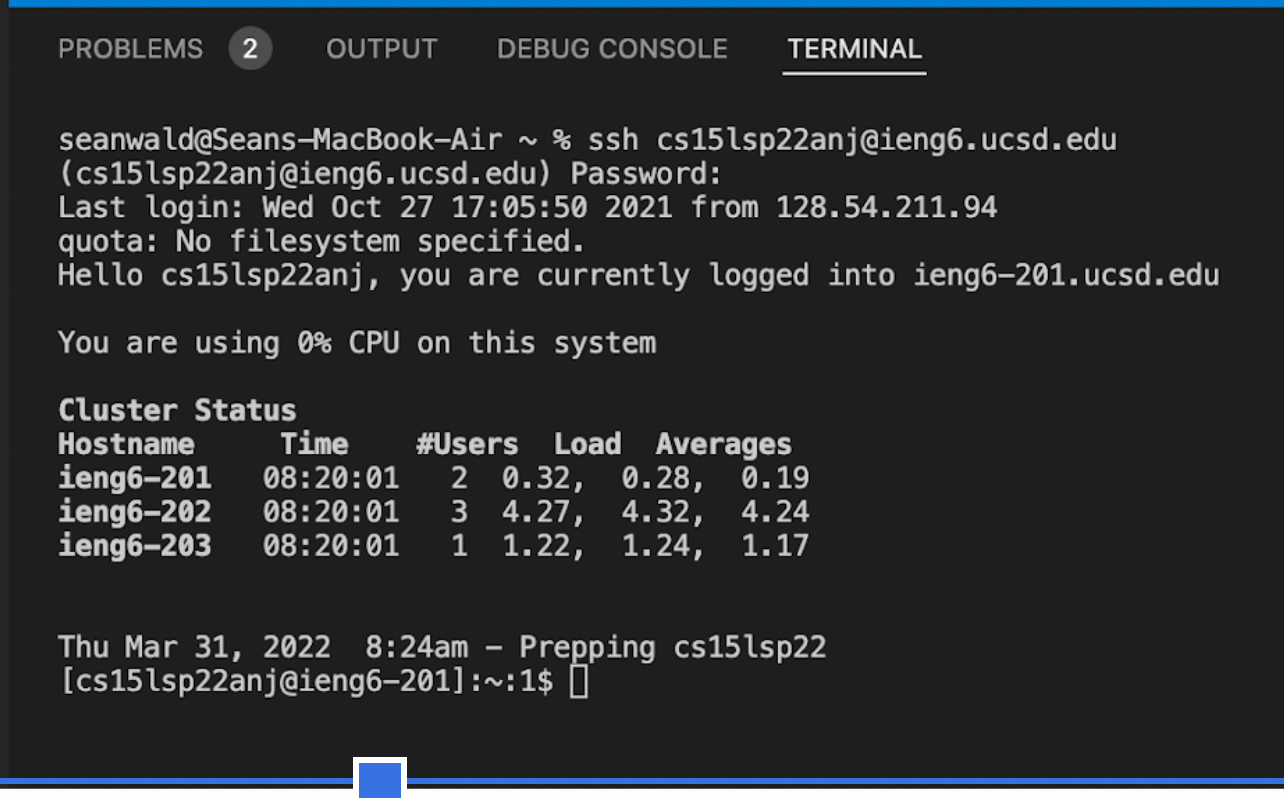 PROBLEMS 2 OUTPUT DEBUG CONSOLE TERMINAL
seanwald@Seans-MacBook-Air ~ % ssh cs15lsp22anj@ieng6.ucsd.edu
(cs15lsp22anj@ieng6.ucsd.edu) Password:
Last login: Wed Oct 27 17:05:50 2021 from 128.54.211.94
quota: No filesystem specified.
Hello cs15lsp22anj, you are currently logged into ieng6-201.ucsd.edu
You are using 0% CPU on this system
Cluster Status
Hostname Time #Users Load Averages
ieng6-201 08:20:01 2 0.32, 0.28, 0.19
ieng6-202 08:20:01 3 4.27, 4.32, 4.24
ieng6-203 08:20:01 1 1.22, 1.24, 1.17
Thu Mar 31, 2022 8:24am - Prepping cs15lsp22
[cs15lsp22anj@ieng6-201]:~:1$